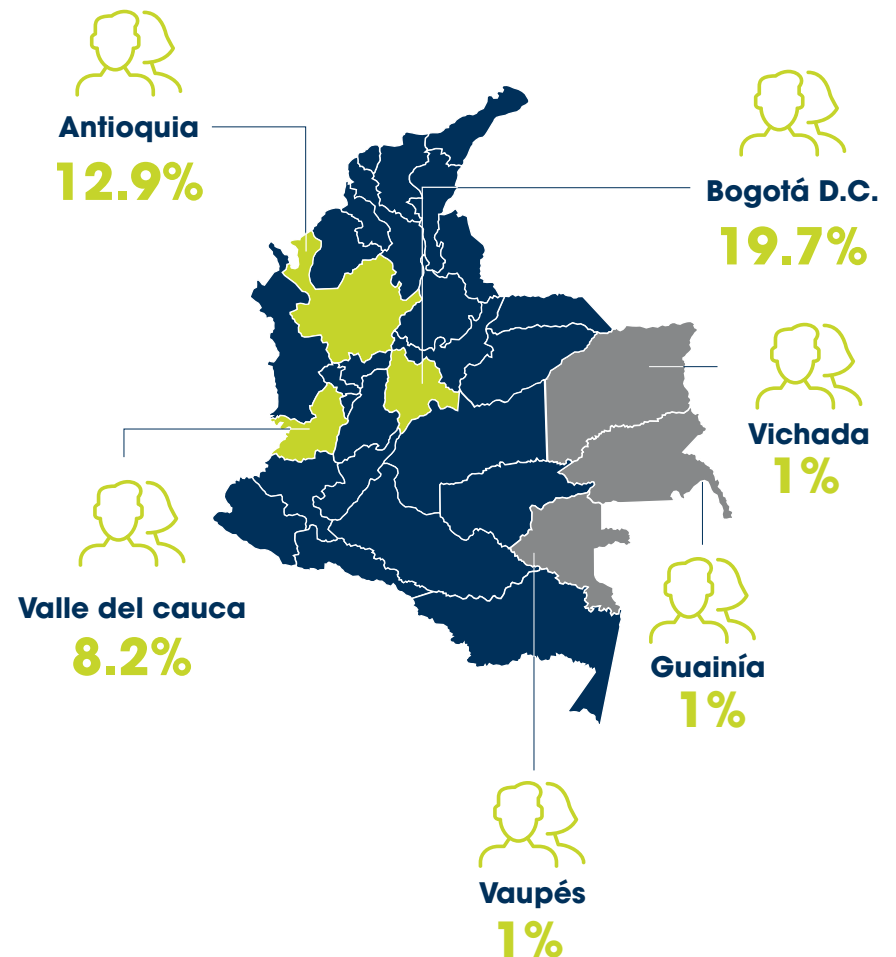 Antioquia
12.9%
Bogotá D.C.
19.7%
Vichada
1%
Valle del cauca
8.2%
Guainía
1%
Vaupés
1%